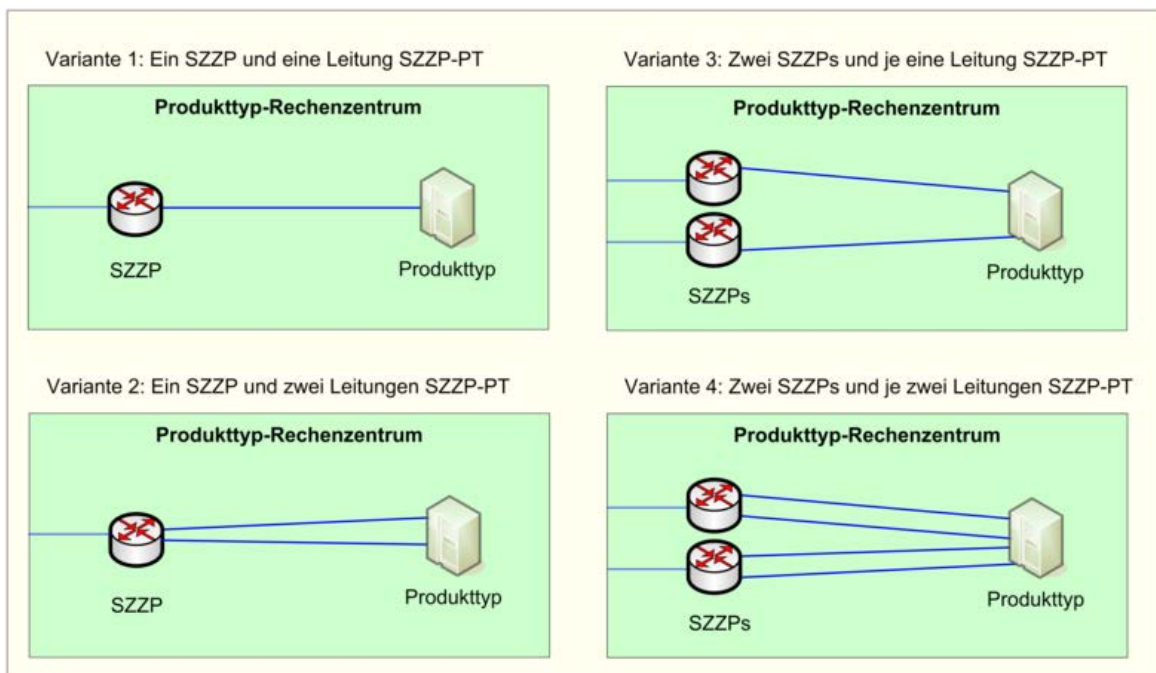 Variante 1: Ein SZZP und eine Leitung SZZP-PT
Produkttyp-Rechenzentrum
SZZP
Produkttyp
Variante 3: Zwei SZZPs und je eine Leitung SZZP-PT
Produkttyp-Rechenzentrum
SZZPs
Produkttyp
Variante 2: Ein SZZP und zwei Leitungen SZZP-PT
Produkttyp-Rechenzentrum
SZZP
Produkttyp
Variante 4: Zwei SZZPs und je zwei Leitungen SZZP-PT
Produkttyp-Rechenzentrum
SZZPs
Produkttyp